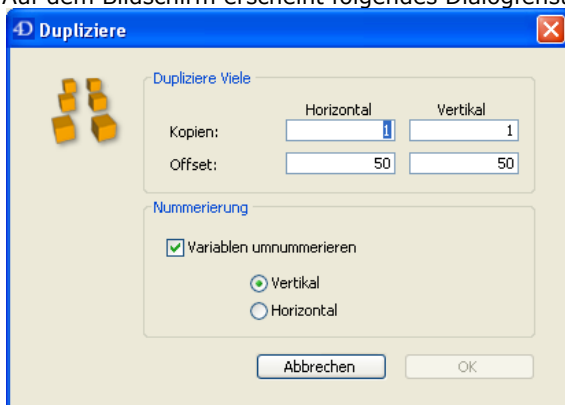 Auf dem Bildschirm erscheint folgendes
4D Dupliziere
Dupliziere Viele
Horizontal Vertikal
Kopien: 1 1
Offset: 50 50
Nummerierung
Variablen umnummerieren
Vertikal
Horizontal
Abbrechen OK